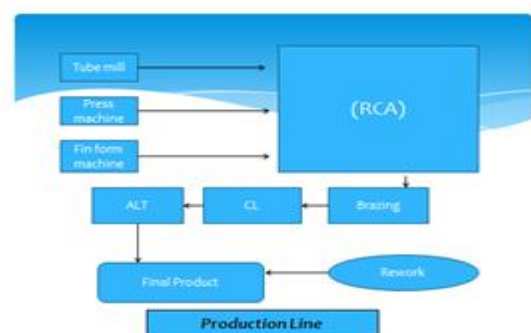 Tube mill
Press
machine
(RCA)
Fin form
machine
ALT
CL
Brazing
Final Product
Rework
Production Line